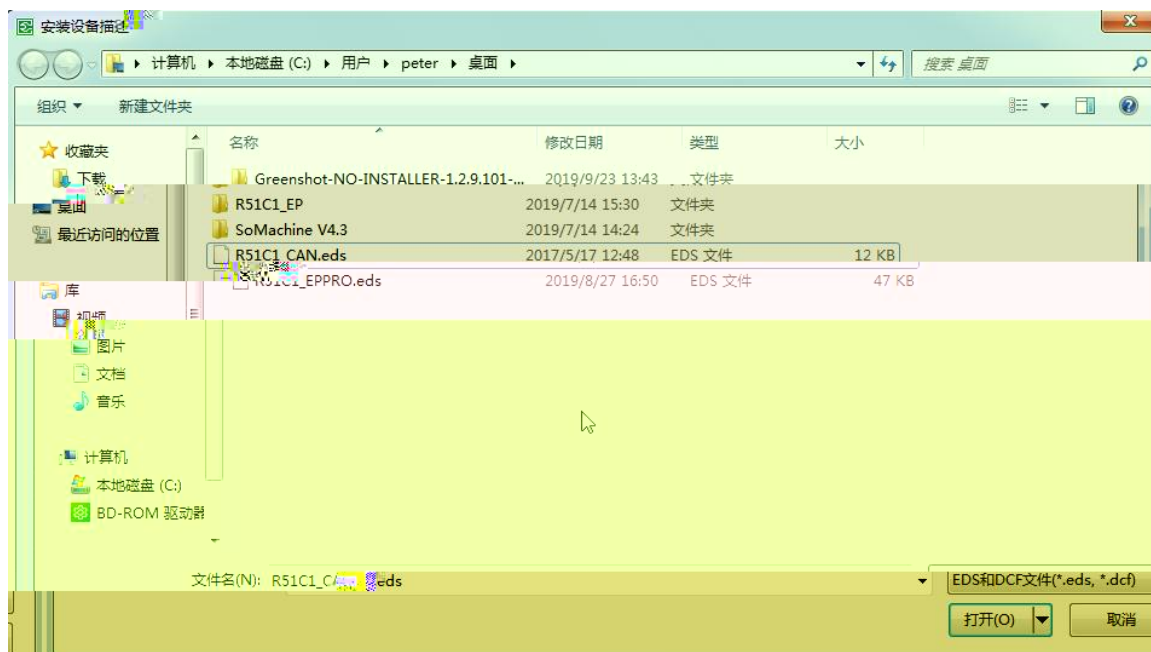 安装设备描述
计算机 本地磁盘 (C:) 用户 peter 桌面
搜索 桌面
组织 新建文件夹
名称 修改日期 类型 大小
收藏夹
下载 Greenshot-NO-INSTALLER-1.2.9.101-... 2019/9/23 13:43 文件夹
桌面 R51C1_EP 2019/7/14 15:30 文件夹
最近访问的位置 SoMachine V4.3 2019/7/14 14:24 文件夹
R51C1_CAN.eds 2017/5/17 12:48 EDS 文件 12 KB
库 R51C1_EPPRO.eds 2019/8/27 16:50 EDS 文件 47 KB
视频
图片
文档
音乐
计算机
本地磁盘 (C:)
BD-ROM 驱动器
文件名(N): EDS和DCF文件(*.eds, *.dcf)
打开(O) 取消